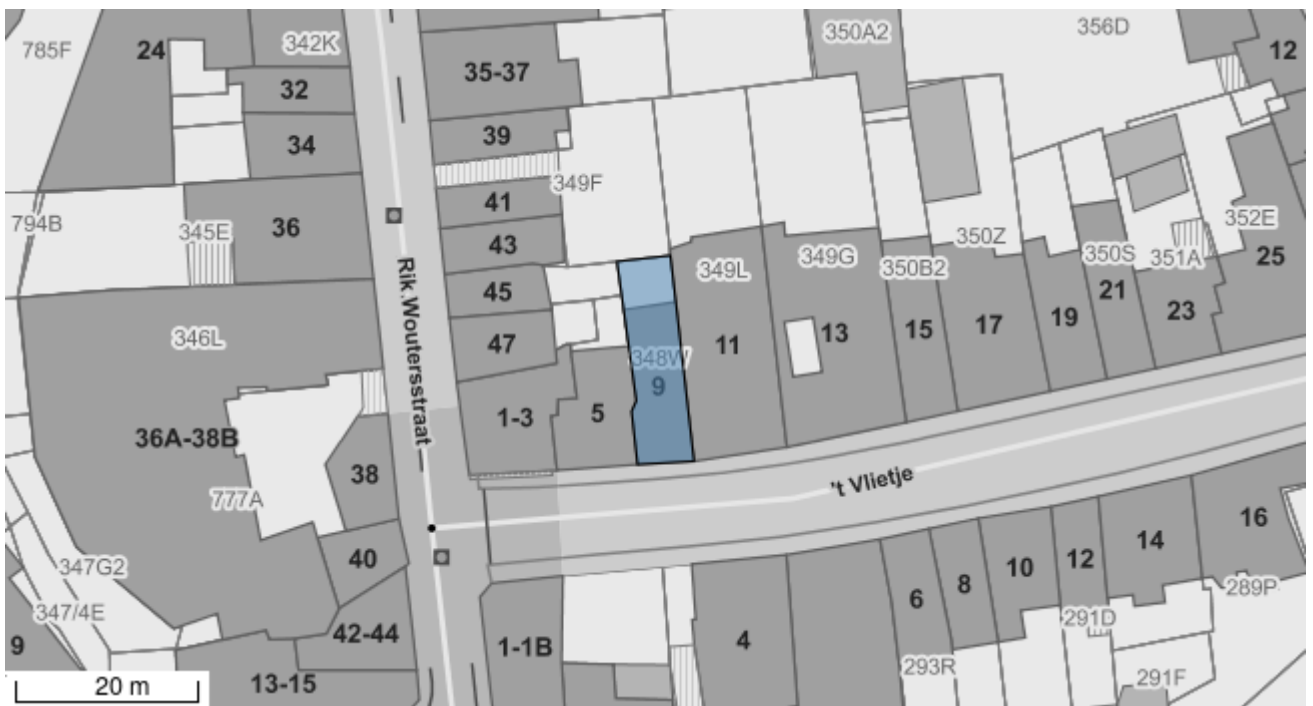 785F
24
342K
32
34
35-37
39
349F
41
43
350A2
356D
12
794B
345E
36
45
47
346L
Rik.Woutersstraat
349L
349G
350B2
350Z
350S
351A
352E
25
11
13
15
17
19
21
23
348W
9
1-3
5
36A-38B
38
777A
40
't Vlietje
347G2
347/4E
42-44
9
13-15
1-1B
4
6
8
10
12
14
16
293R
291D
289P
291F
20 m